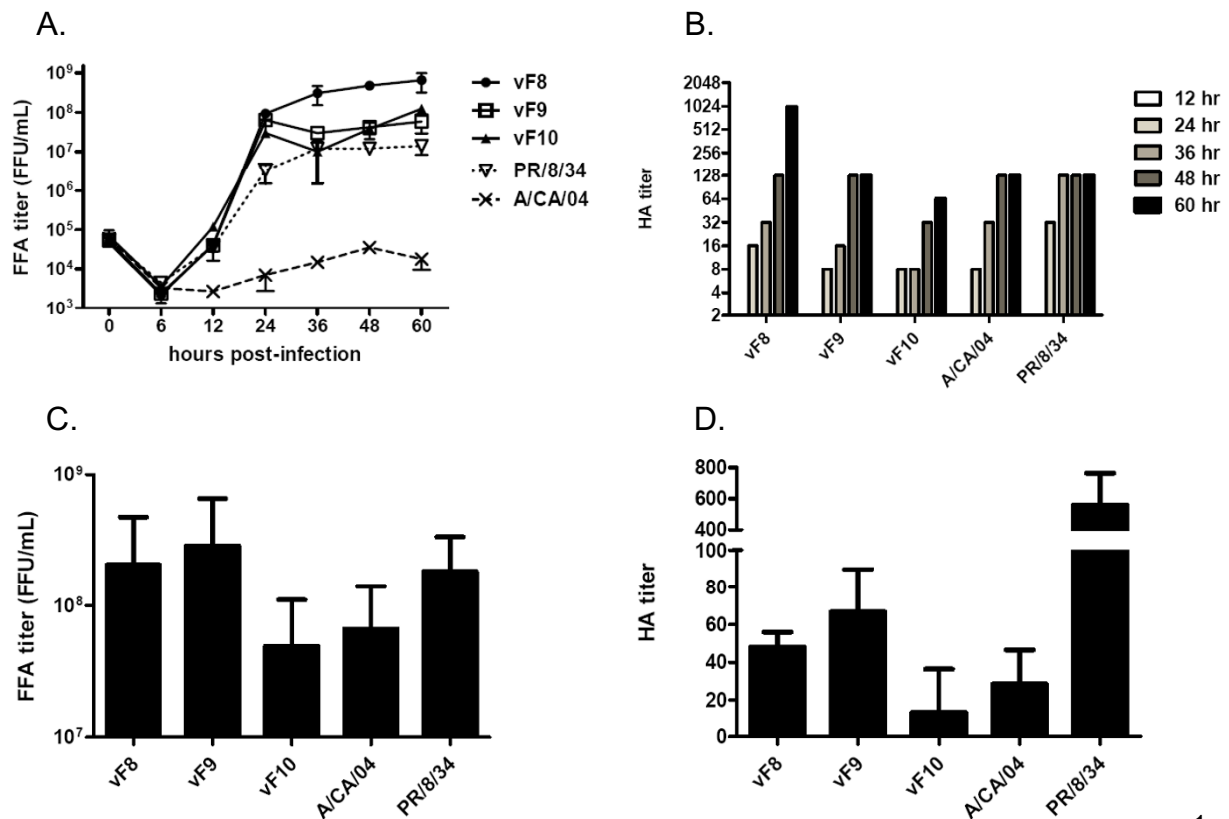 A.
FFA titer (FFU/mL)
10⁹
10⁸
10⁷
10⁶
10⁵
10⁴
10³
0 6 12 24 36 48 60
hours post-infection
vF8
vF9
vF10
PR/8/34
A/CA/04
B.
HA titer
2048
1024
512
256
128
64
32
16
8
4
2
vF8 vF9 vF10 A/CA/04 PR/8/34
12 hr
24 hr
36 hr
48 hr
60 hr
C.
FFA titer (FFU/mL)
10⁹
10⁸
10⁷
vF8 vF9 vF10 A/CA/04 PR/8/34
D.
HA titer
800
600
400
100
80
60
40
20
0
vF8 vF9 vF10 A/CA/04 PR/8/34